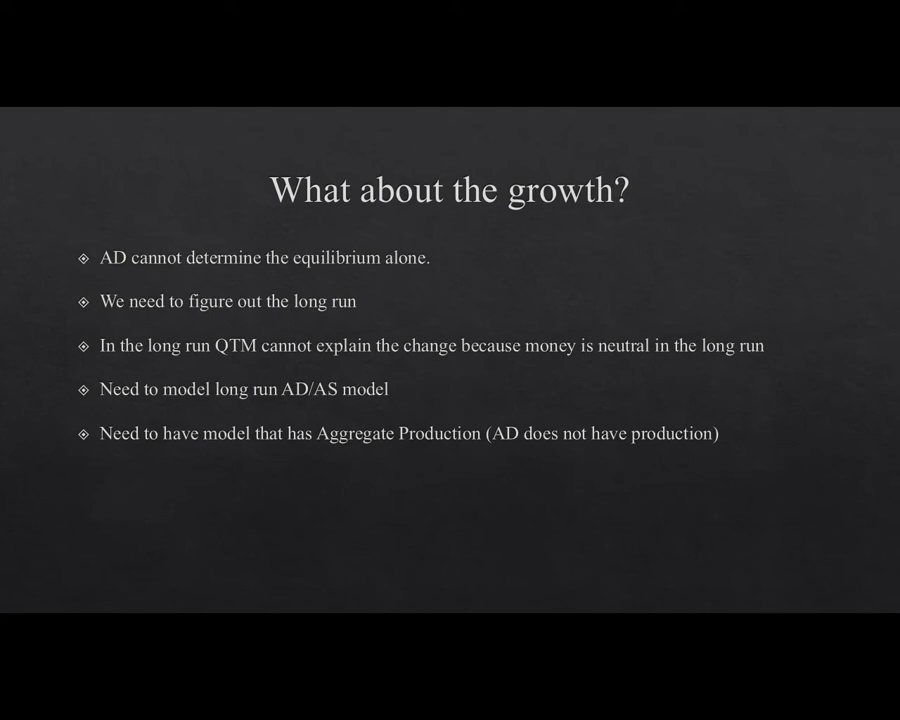 What about the growth?
AD cannot determine the equilibrium alone.
We need to figure out the long run
In the long run QTM cannot explain the change because money is neutral in the long run
Need to model long run AD/AS model
Need to have model that has Aggregate Production (AD does not have production)